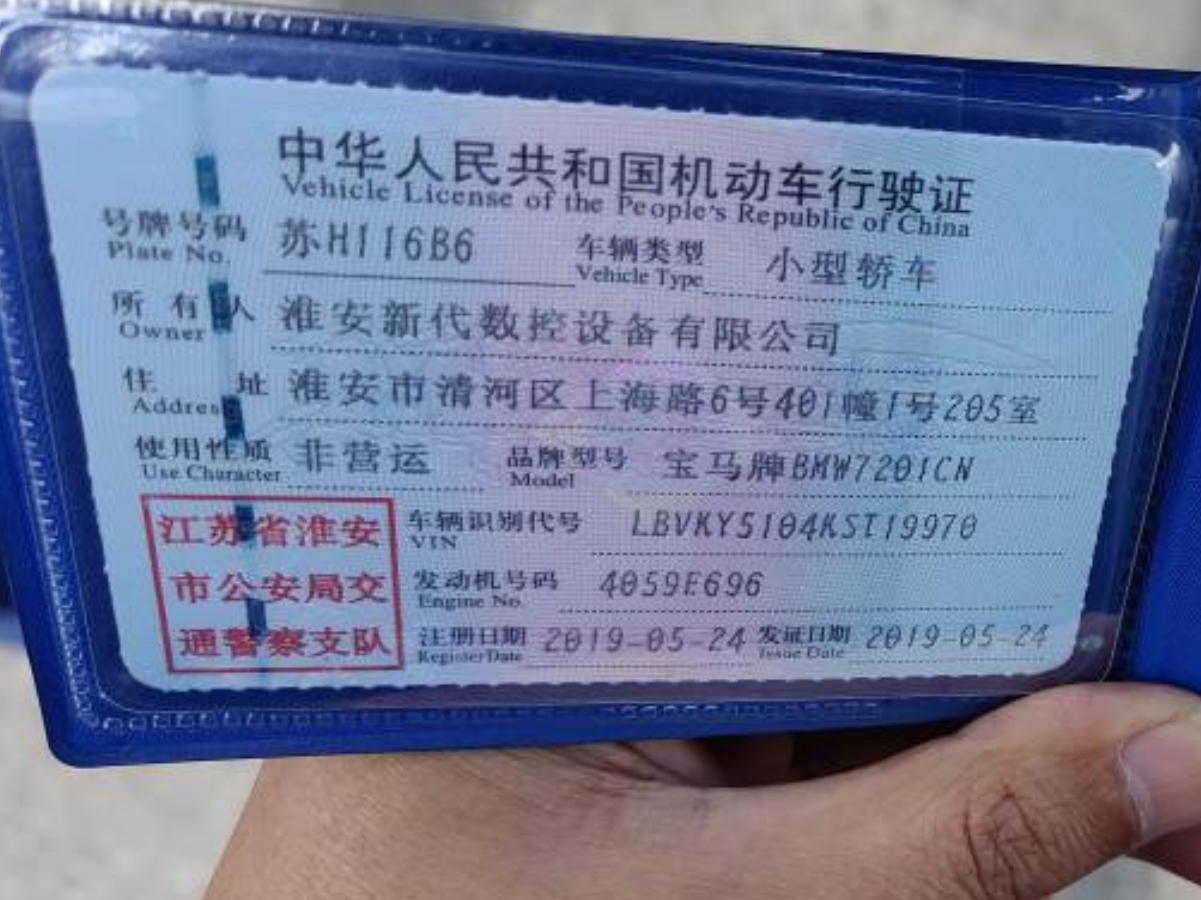 中华人民共和国机动车行驶证
Vehicle License of the People's Republic of China
号牌号码 苏H116B6 车辆类型 小型轿车
Plate No. Vehicle Type
所有人 淮安新代数控设备有限公司
Owner
住址 淮安市清河区上海路6号401幢1号205室
Address
使用性质 非营运 品牌型号 宝马牌BMW7201CN
Use Character Model
江苏省淮安 车辆识别代号 LBVKY5104KST19970
VIN
市公安局交 发动机号码 4059E696
Engine No.
通警察支队 注册日期 2019-05-24 发证日期 2019-05-24
Register Date Issue Date